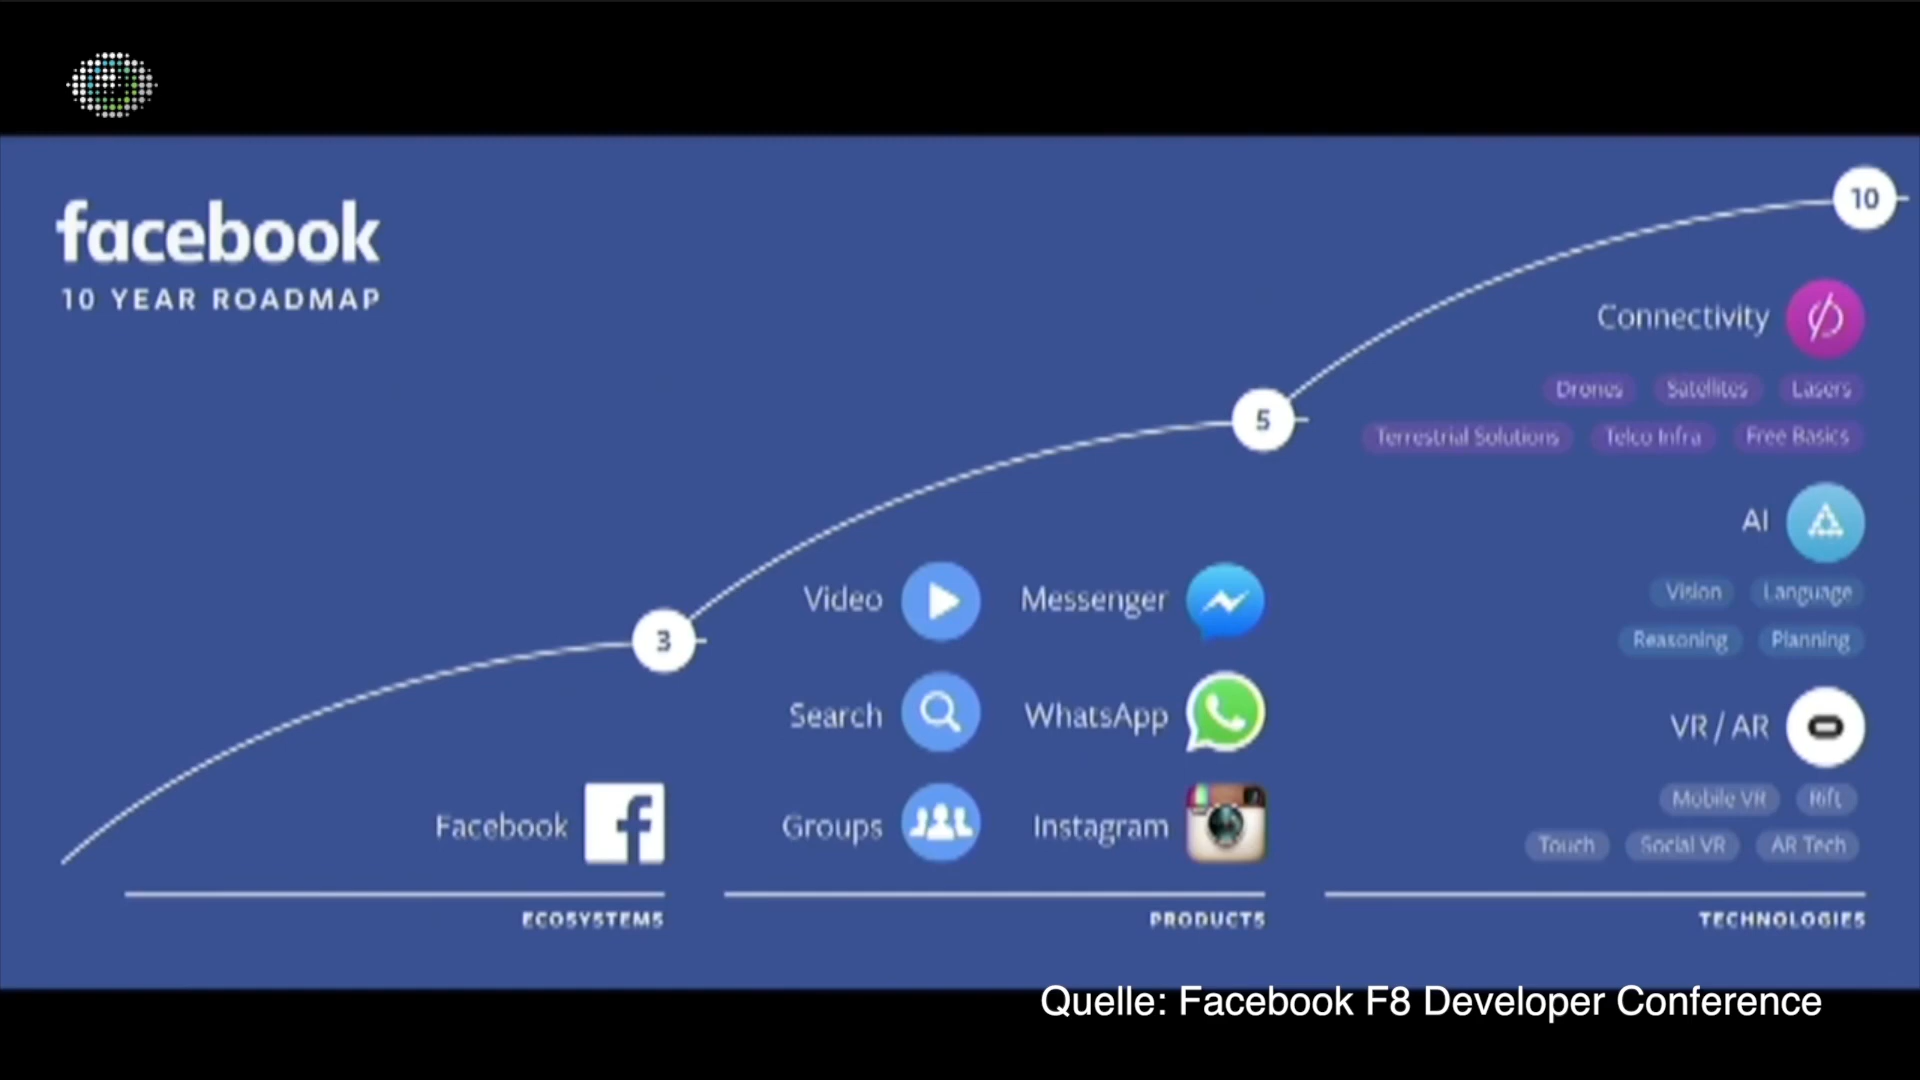 facebook
10 YEAR ROADMAP
10
Connectivity
Drones Satellites Lasers
5
Terrestrial Solutions Telco Infra Free Basics
AI
Video Messenger
Vision Language
3
Reasoning Planning
Search WhatsApp
VR / AR
Mobile VR Rift
Facebook Groups Instagram
Touch Social VR AR Tech
ECOSYSTEMS PRODUCTS TECHNOLOGIES
Quelle: Facebook F8 Developer Conference